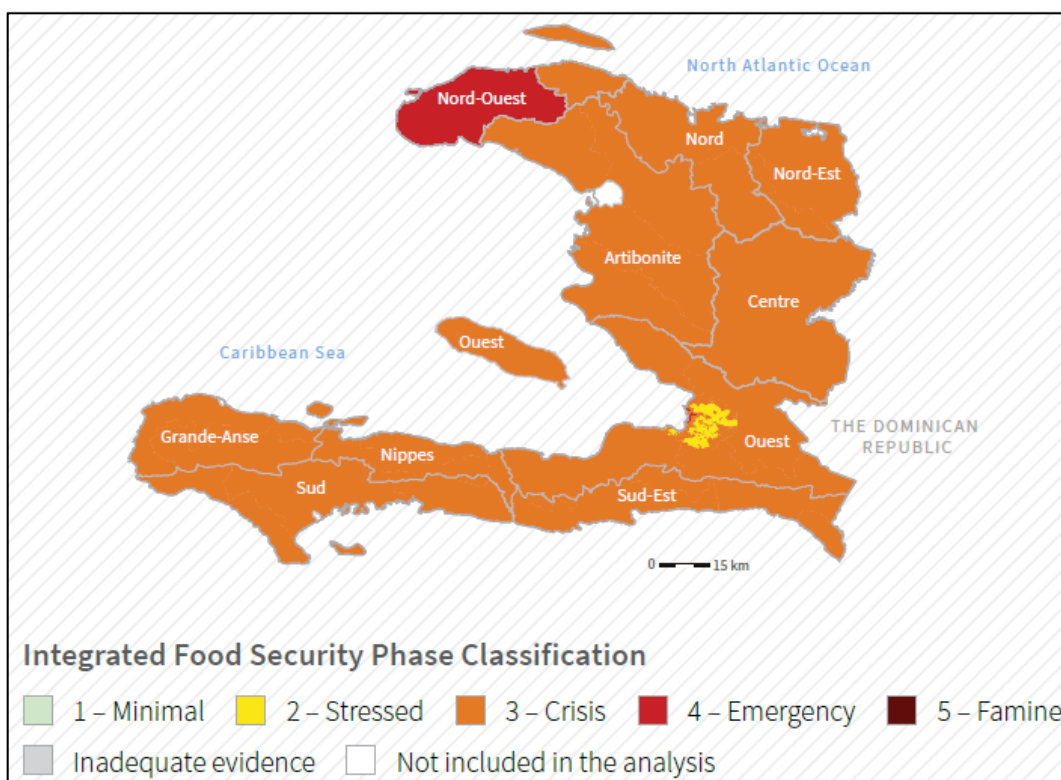 North Atlantic Ocean
Nord-Ouest
Nord
Nord-Est
Artibonite
Centre
Ouest
Caribbean Sea
Grande-Anse
Nippes
Ouest
THE DOMINICAN
REPUBLIC
Sud
Sud-Est
0 15 km
Integrated Food Security Phase Classification
1 – Minimal 2 – Stressed 3 – Crisis 4 – Emergency 5 – Famine
Inadequate evidence Not included in the analysis